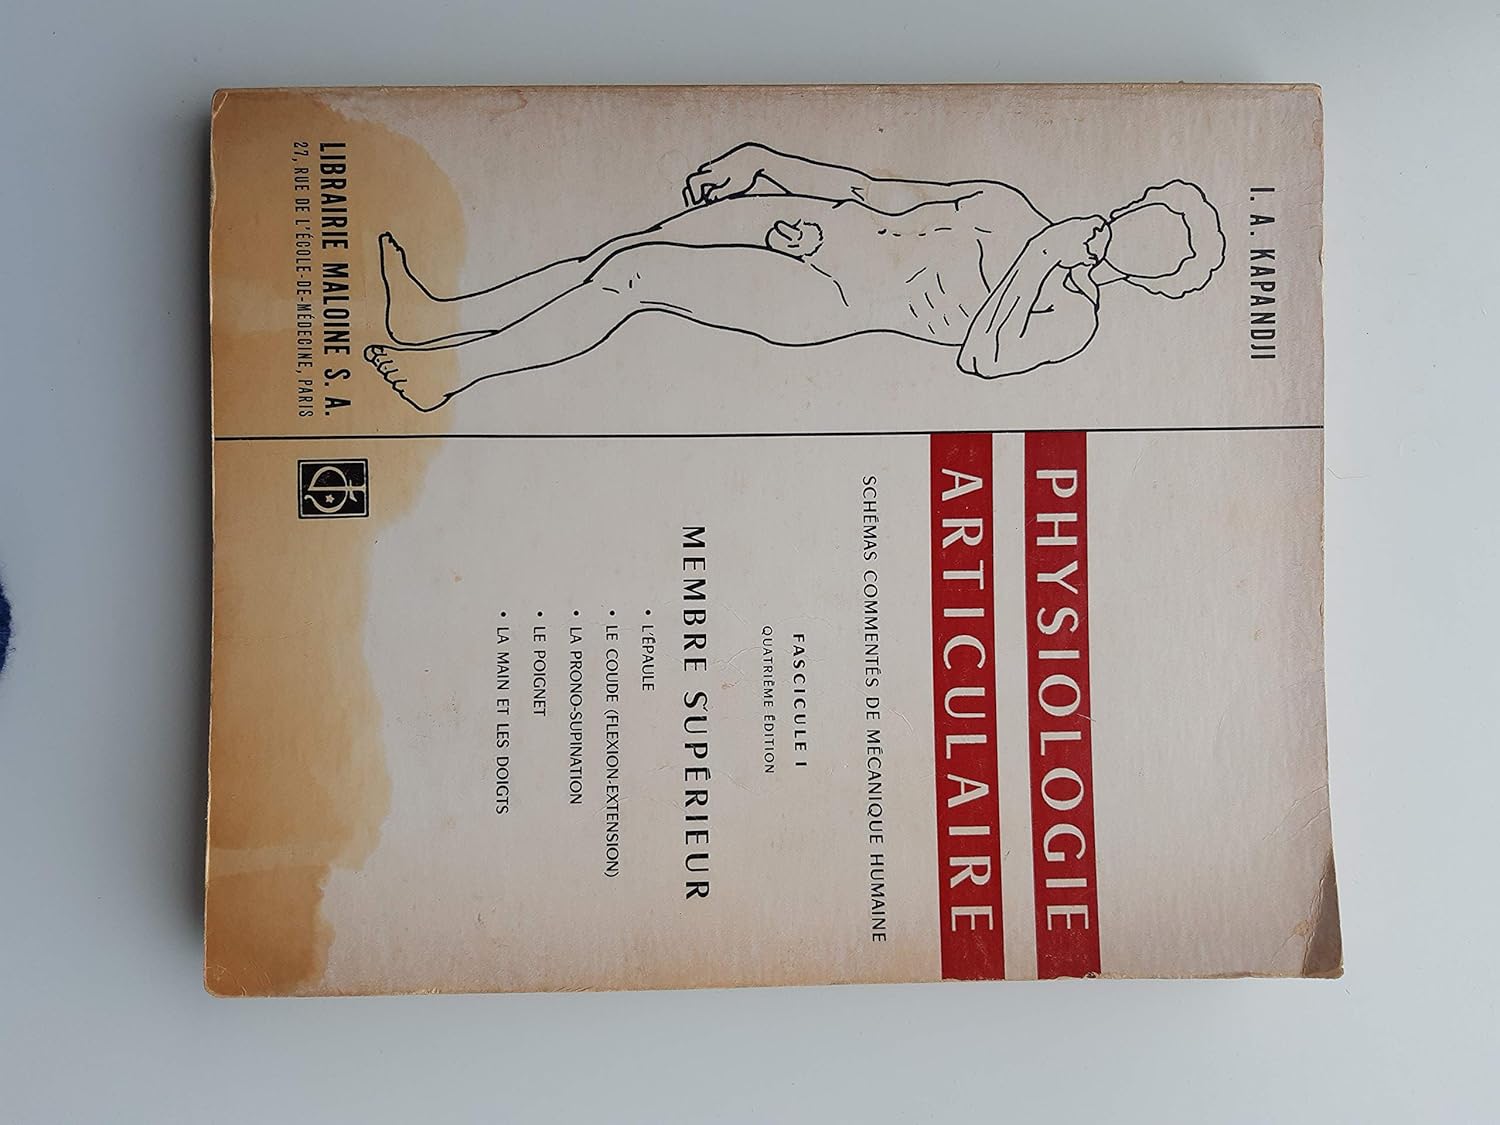 I. A. KAPANDJI
PHYSIOLOGIE
ARTICULAIRE
SCHÉMAS COMMENTÉS DE MÉCANIQUE HUMAINE
FASCICULE I
QUATRIÈME ÉDITION
MEMBRE SUPÉRIEUR
• L'ÉPAULE
• LE COUDE (FLEXION-EXTENSION)
• LA PRONO-SUPINATION
• LE POIGNET
• LA MAIN ET LES DOIGTS
LIBRAIRIE MALOINE S. A.
27, RUE DE L'ÉCOLE-DE-MÉDECINE, PARIS